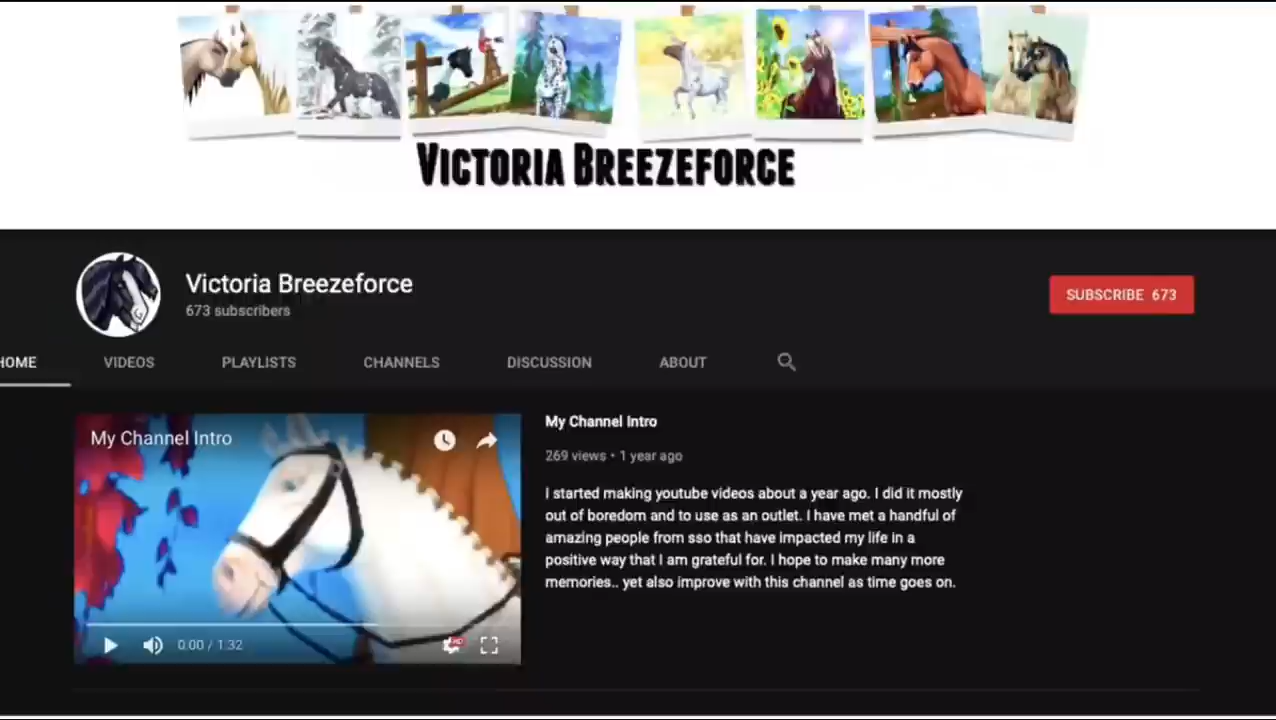 VICTORIA BREEZEFORCE
Victoria Breezeforce
673 subscribers
SUBSCRIBE 673
HOME VIDEOS PLAYLISTS CHANNELS DISCUSSION ABOUT
My Channel Intro
0:00 / 1:32
HD
My Channel Intro
269 views • 1 year ago
I started making youtube videos about a year ago. I did it mostly
out of boredom and to use as an outlet. I have met a handful of
amazing people from sso that have impacted my life in a
positive way that I am grateful for. I hope to make many more
memories.. yet also improve with this channel as time goes on.